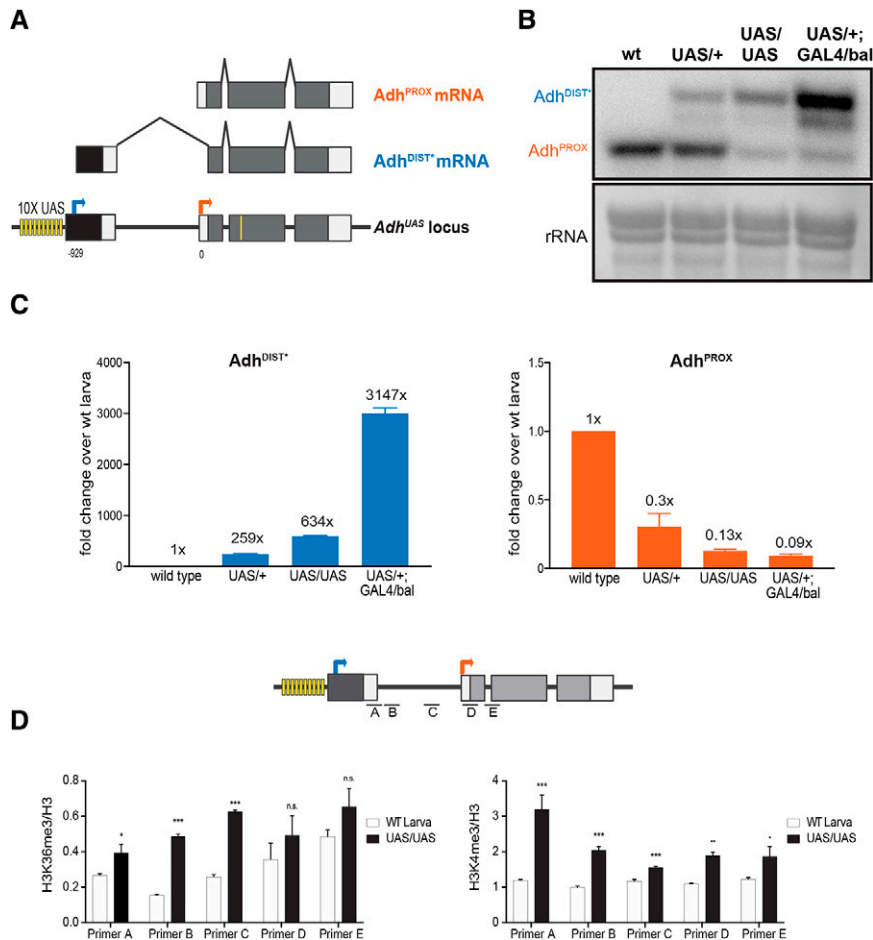 A
Adh^PROX mRNA
Adh^DIST* mRNA
10X UAS
Adh^UAS locus
-929
0
B
wt
UAS/+
UAS/
UAS
UAS/+;
GAL4/bal
Adh^DIST*
Adh^PROX
rRNA
C
Adh^DIST*
fold change over wt larva
4000
3000
2000
1000
0
1x
259x
634x
3147x
wild type
UAS/+
UAS/UAS
UAS/+;
GAL4/bal
Adh^PROX
fold change over wt larva
1.5
1.0
0.5
0
1x
0.3x
0.13x
0.09x
wild type
UAS/+
UAS/UAS
UAS/+;
GAL4/bal
A B C D E
D
H3K36me3/H3
0.8
0.6
0.4
0.2
0.0
*
***
***
n.s.
n.s.
WT Larva
UAS/UAS
Primer A Primer B Primer C Primer D Primer E
H3K4me3/H3
4
3
2
1
0
***
***
***
**
*
WT Larva
UAS/UAS
Primer A Primer B Primer C Primer D Primer E